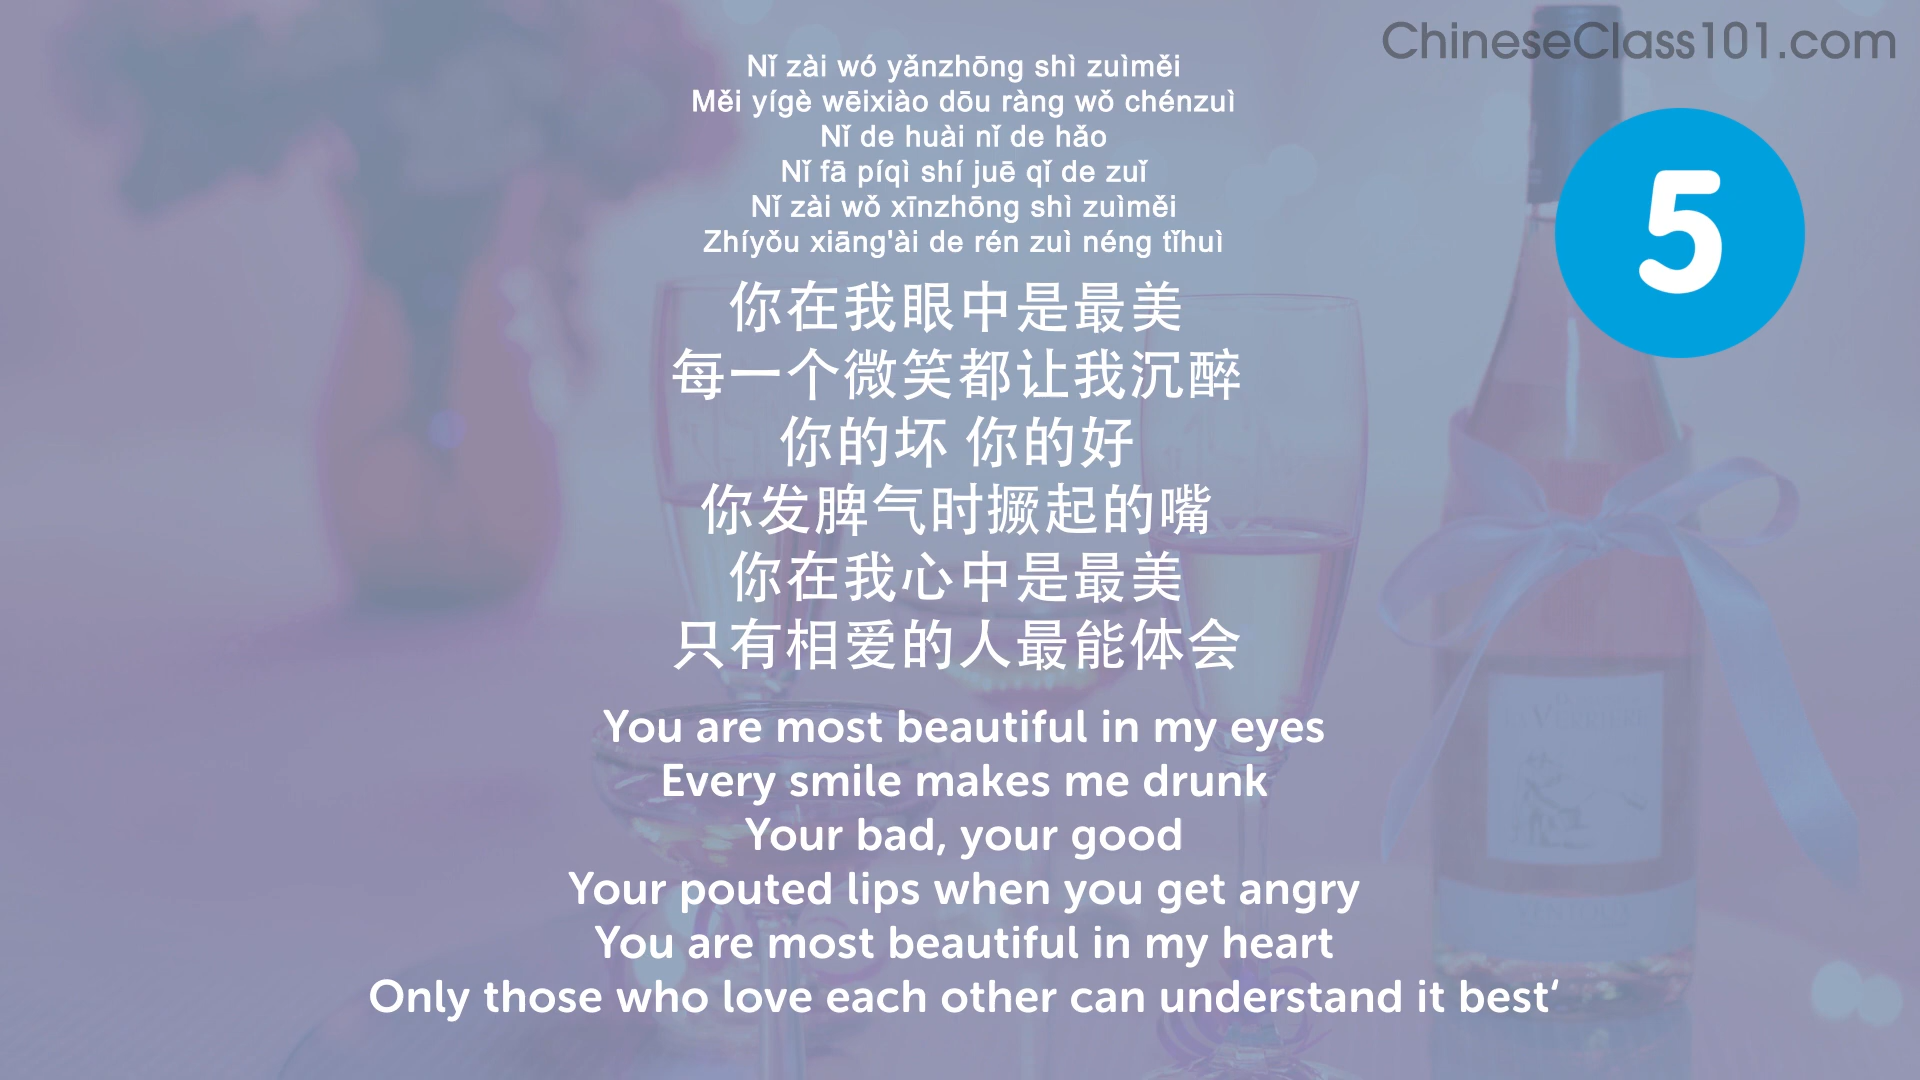 ChineseClass101.com
5
Nǐ zài wó yǎnzhōng shì zuìměi
Měi yígè wēixiào dōu ràng wǒ chénzuì
Nǐ de huài nǐ de hǎo
Nǐ fā píqì shí juē qǐ de zuǐ
Nǐ zài wǒ xīnzhōng shì zuìměi
Zhíyǒu xiāng'ài de rén zuì néng tǐhuì
你在我眼中是最美
每一个微笑都让我沉醉
你的坏 你的好
你发脾气时撅起的嘴
你在我心中是最美
只有相爱的人最能体会
You are most beautiful in my eyes
Every smile makes me drunk
Your bad, your good
Your pouted lips when you get angry
You are most beautiful in my heart
Only those who love each other can understand it best‘
VENTOUX